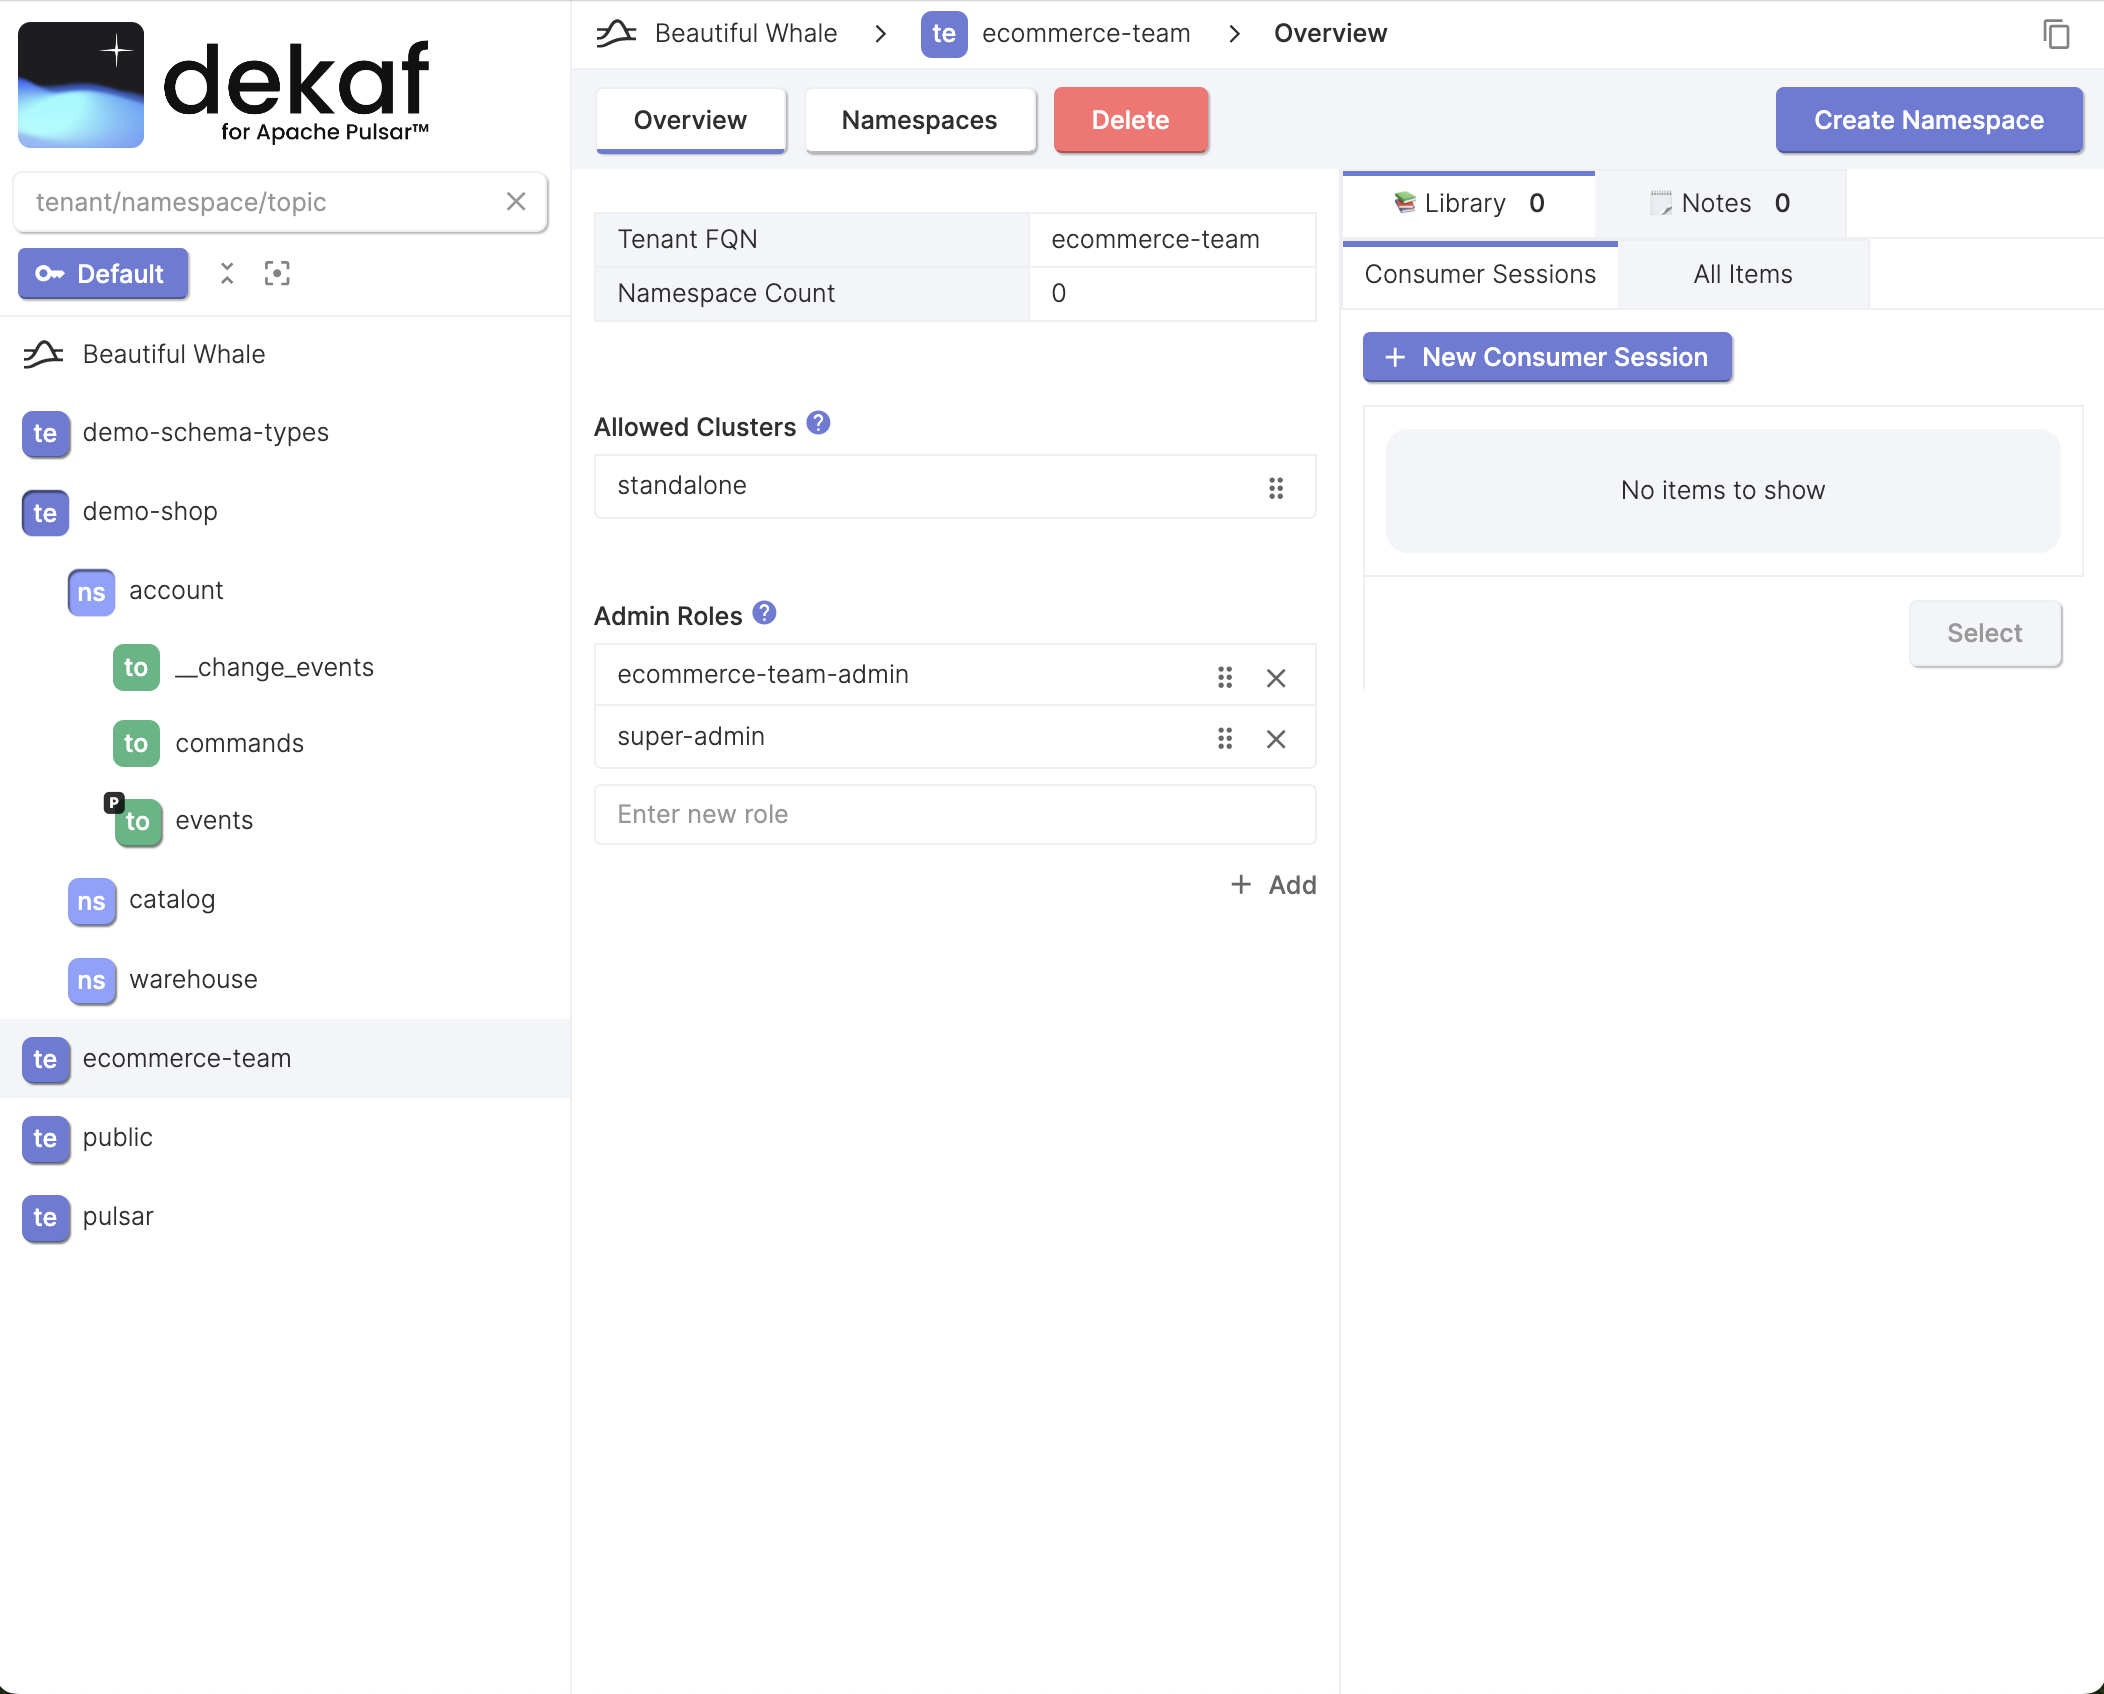 dekaf
for Apache Pulsar™
tenant/namespace/topic
Default
Beautiful Whale
te demo-schema-types
te demo-shop
ns account
to __change_events
to commands
P
to events
ns catalog
ns warehouse
te ecommerce-team
te public
te pulsar
Beautiful Whale > te ecommerce-team > Overview
Overview Namespaces Delete Create Namespace
Tenant FQN ecommerce-team
Namespace Count 0
Allowed Clusters ?
standalone
Admin Roles ?
ecommerce-team-admin
super-admin
Enter new role
+ Add
Library 0 Notes 0
Consumer Sessions All Items
+ New Consumer Session
No items to show
Select